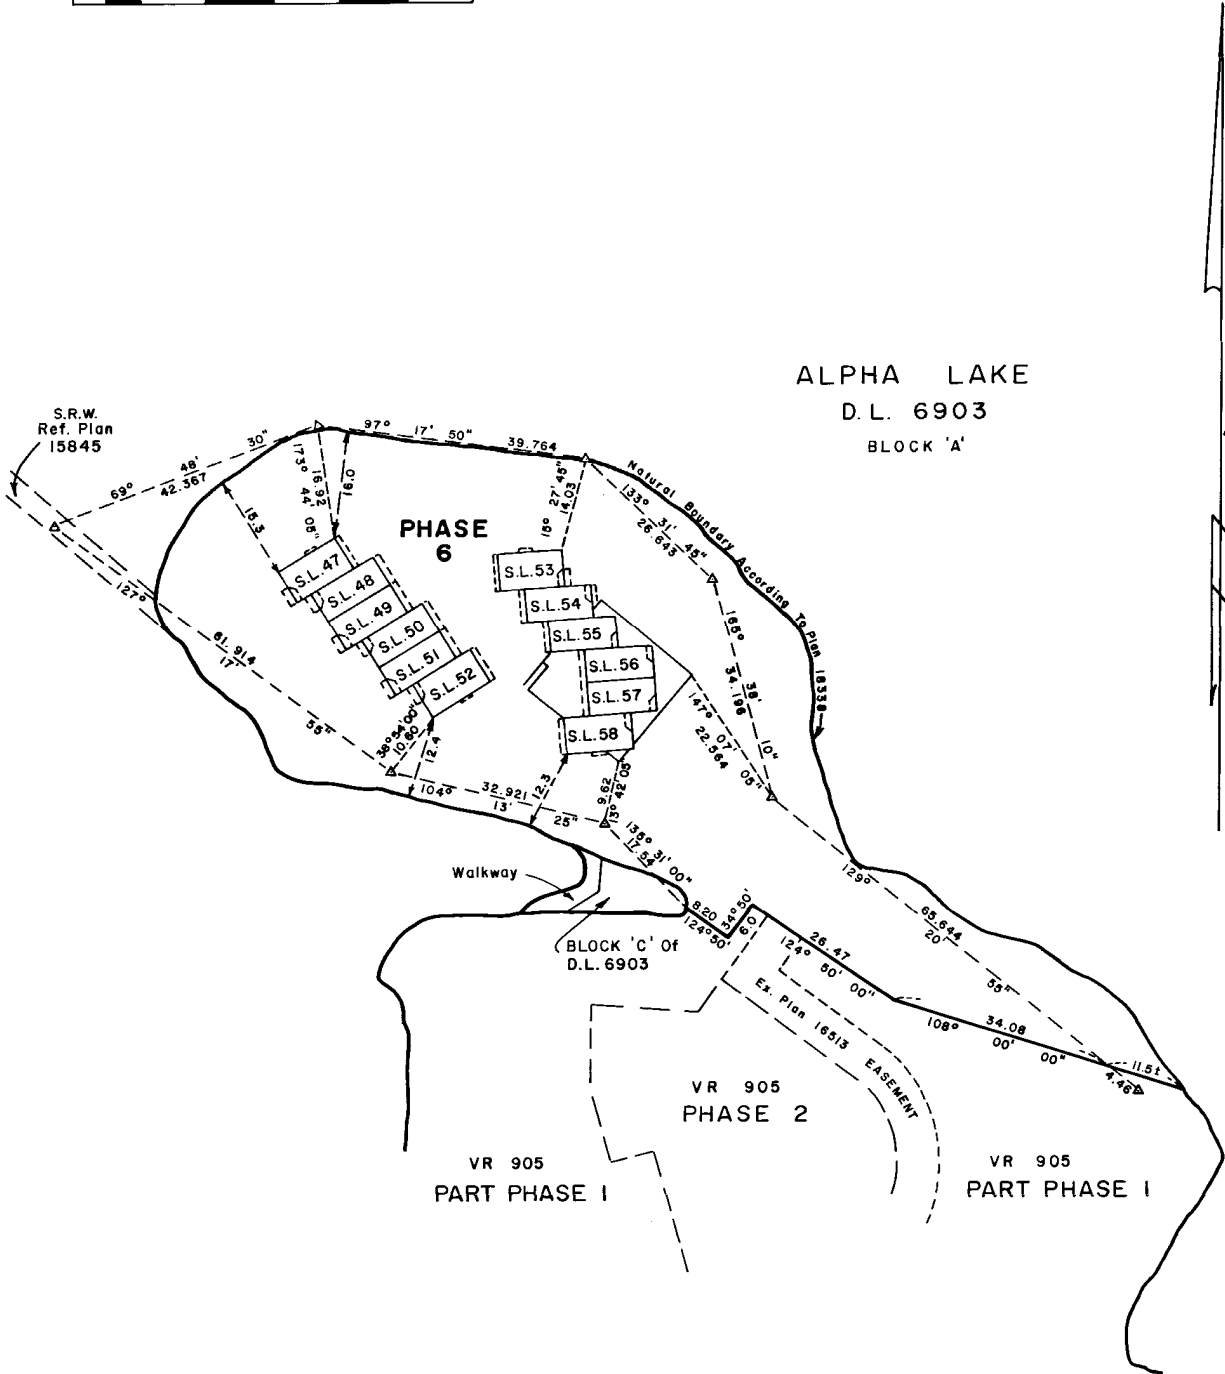 ALPHA LAKE
D.L. 6903
BLOCK 'A'
S.R.W.
Ref. Plan
15845
69° 48' 30"
42.367
97° 17' 50" 39.764
173° 44' 05"
16.92
16.0
15.3
15° 27' 45"
14.03
Natural Boundary According To Plan 18338
133° 31' 45"
26.643
PHASE
6
S.L.47
S.L.48
S.L.49
S.L.50
S.L.51
S.L.52
S.L.53
S.L.54
S.L.55
S.L.56
S.L.57
S.L.58
127° 17' 55"
61.914
165° 38' 10"
34.196
147° 07' 05"
22.564
38° 54' 00"
10.80
12.4
104° 13' 25"
32.921
12.3
9.62
13° 42' 05"
135° 31' 00"
17.54
Walkway
BLOCK 'C' Of
D.L. 6903
8.20
124° 50'
34° 50'
6.0
129° 20' 55"
65.644
26.47
124° 50' 00"
34.08
108° 00' 00"
11.5±
4.46
Ex. Plan 16513 EASEMENT
VR 905
PHASE 2
VR 905
PART PHASE 1
VR 905
PART PHASE 1